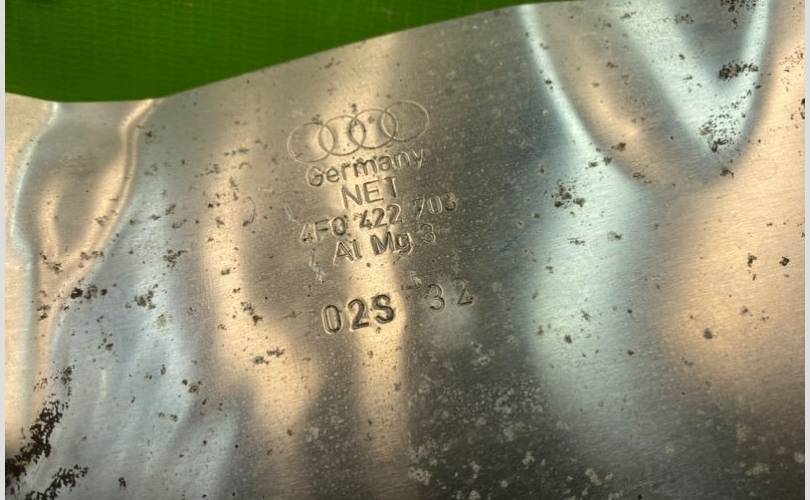 Germany
NET
4F0 422 703
Al Mg 3
02S 32